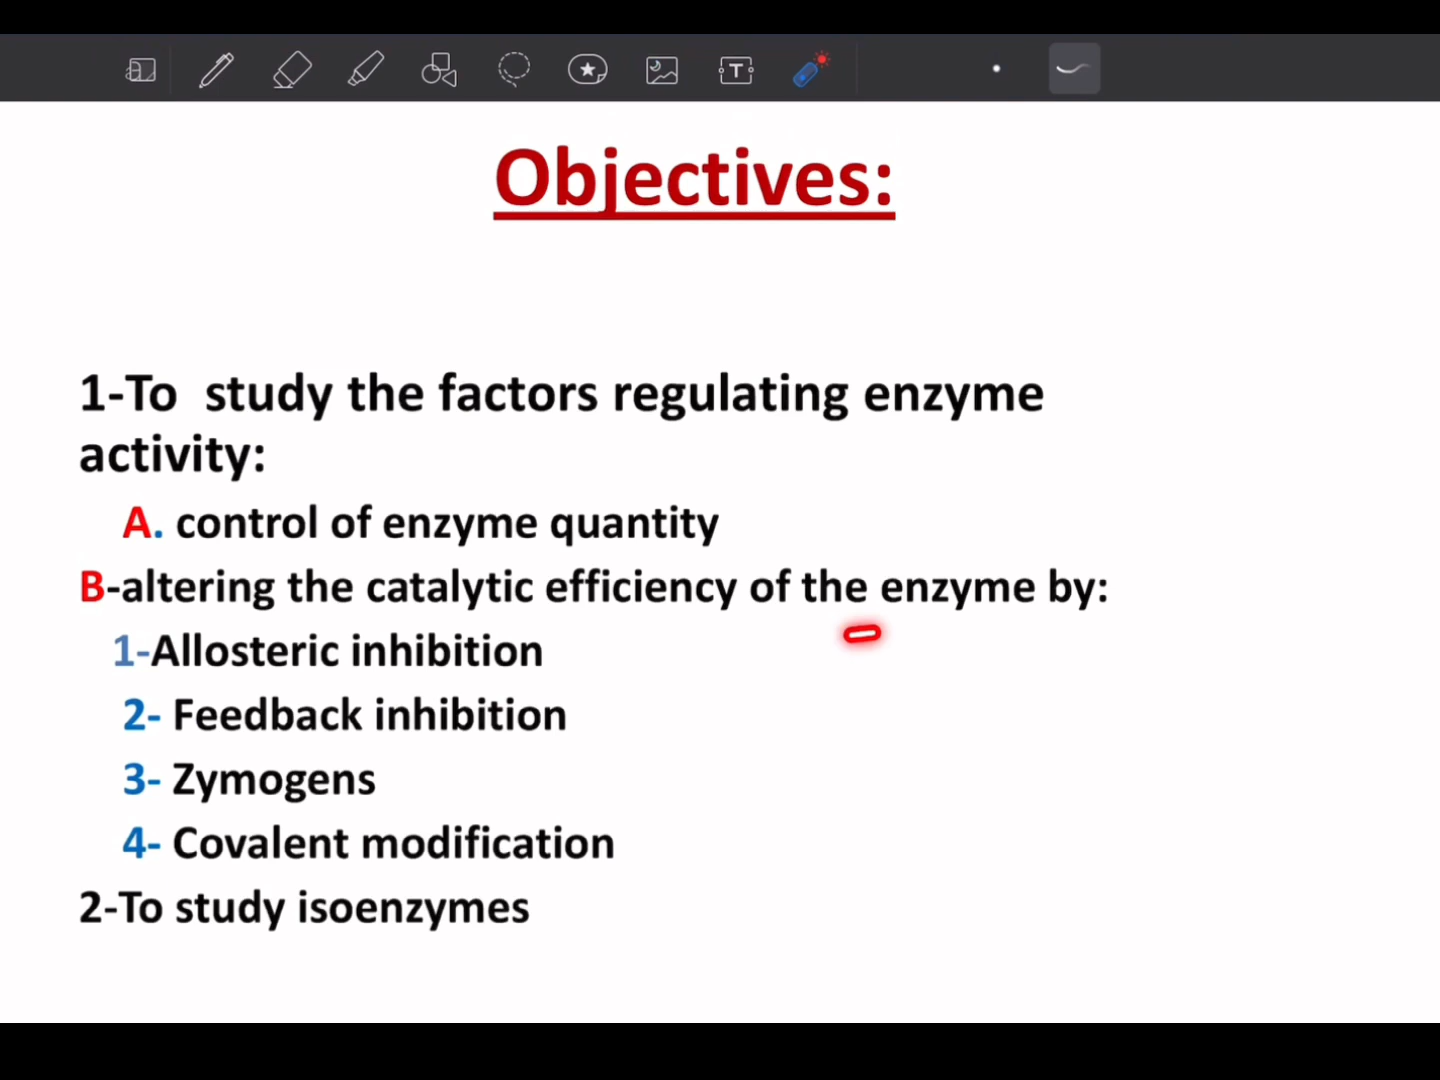 Objectives:
1-To study the factors regulating enzyme
activity:
A. control of enzyme quantity
B-altering the catalytic efficiency of the enzyme by:
1-Allosteric inhibition
2- Feedback inhibition
3- Zymogens
4- Covalent modification
2-To study isoenzymes